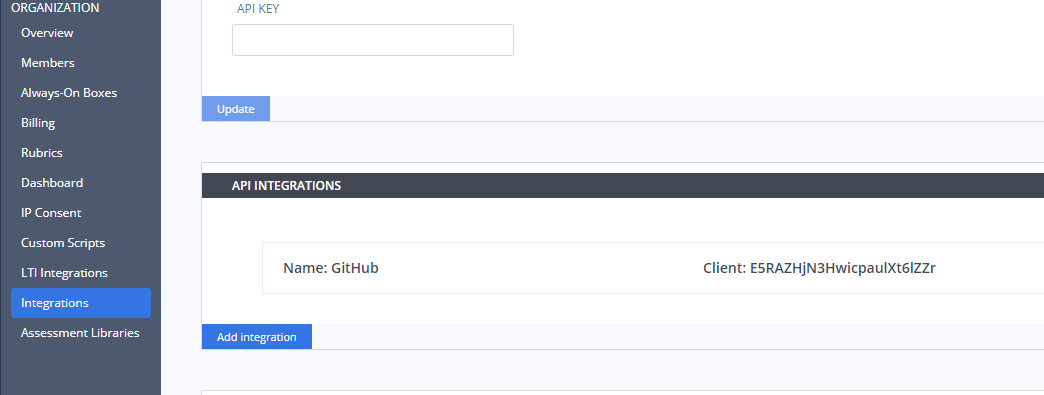 ORGANIZATION
Overview
Members
Always-On Boxes
Billing
Rubrics
Dashboard
IP Consent
Custom Scripts
LTI Integrations
Integrations
Assessment Libraries
API KEY
Update
API INTEGRATIONS
Name: GitHub
Client: E5RAZHjN3HwicpaulXt6lZZr
Add integration